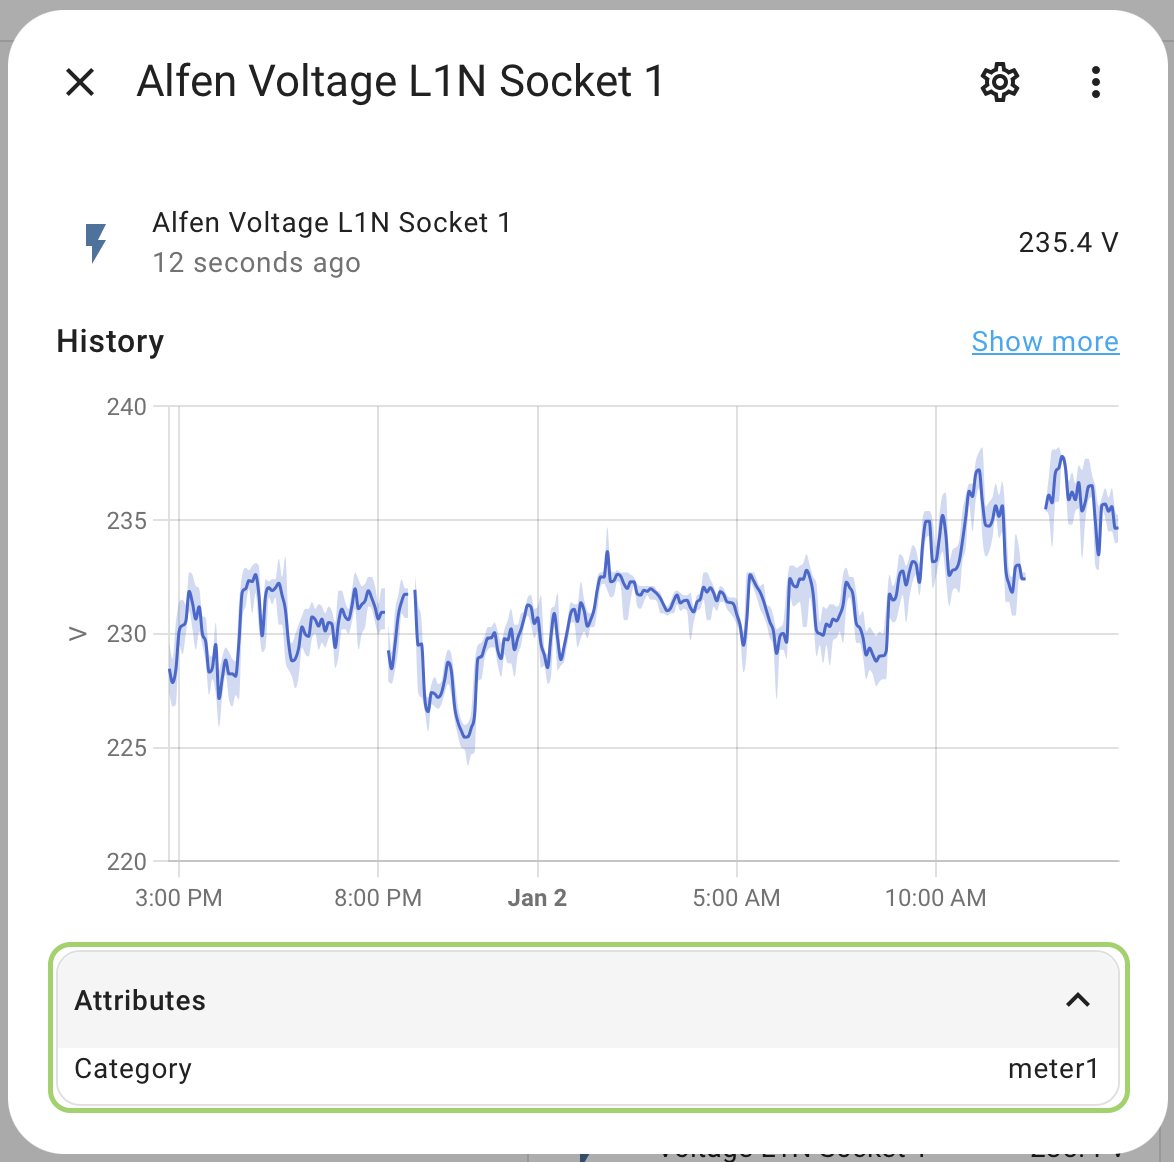 Alfen Voltage L1N Socket 1
Alfen Voltage L1N Socket 1
12 seconds ago
235.4 V
History
Show more
240
235
230
225
220
V
3:00 PM
8:00 PM
Jan 2
5:00 AM
10:00 AM
Attributes
Category
meter1